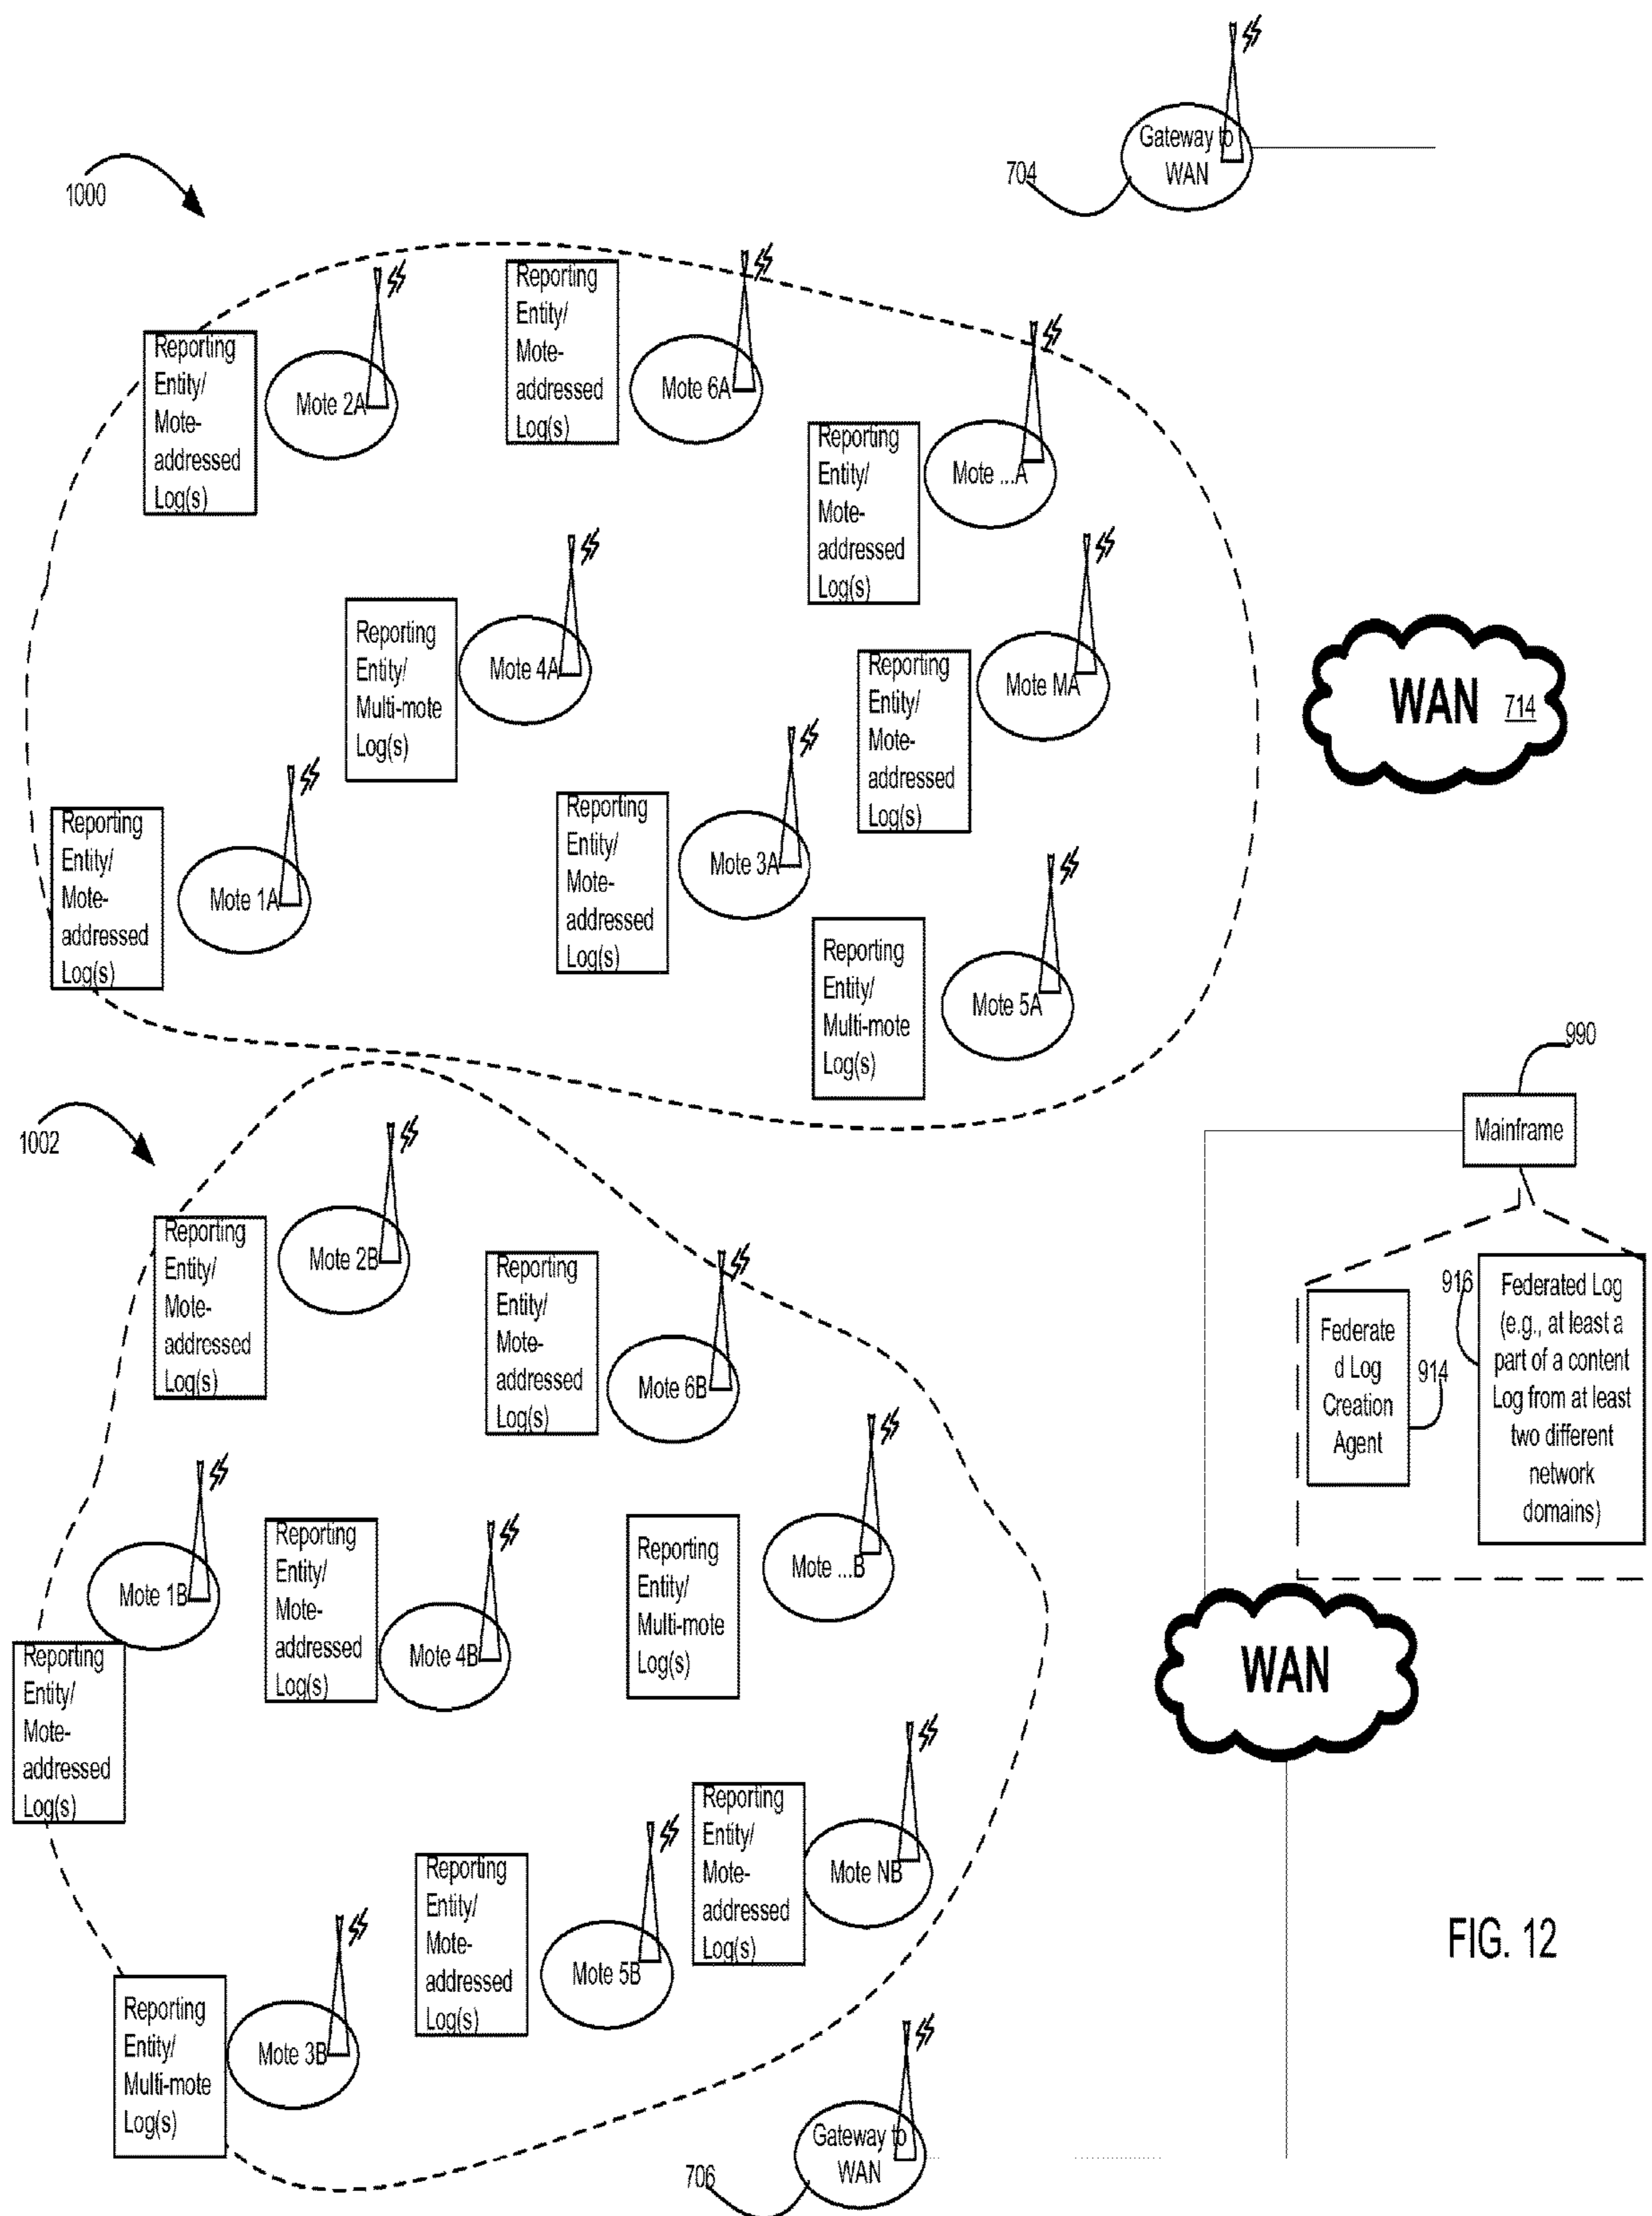 Gateway to
WAN
704
1000
Reporting
Entity/
Mote-
addressed
Log(s)
Mote 2A
Reporting
Entity/
Mote-
addressed
Log(s)
Mote 6A
Reporting
Entity/
Mote-
addressed
Log(s)
Mote ...A
Reporting
Entity/
Multi-mote
Log(s)
Mote 4A
Reporting
Entity/
Mote-
addressed
Log(s)
Mote MA
WAN 714
Reporting
Entity/
Mote-
addressed
Log(s)
Mote 1A
Reporting
Entity/
Mote-
addressed
Log(s)
Mote 3A
Reporting
Entity/
Multi-mote
Log(s)
Mote 5A
990
Mainframe
1002
Reporting
Entity/
Mote-
addressed
Log(s)
Mote 2B
Reporting
Entity/
Mote-
addressed
Log(s)
Mote 6B
Federate
d Log
Creation
Agent
914
916
Federated Log
(e.g., at least a
part of a content
Log from at least
two different
network
domains)
Mote 1B
Reporting
Entity/
Mote-
addressed
Log(s)
Reporting
Entity/
Mote-
addressed
Log(s)
Mote 4B
Reporting
Entity/
Multi-mote
Log(s)
Mote ...B
WAN
Reporting
Entity/
Mote-
addressed
Log(s)
Mote 5B
Reporting
Entity/
Mote-
addressed
Log(s)
Mote NB
Reporting
Entity/
Multi-mote
Log(s)
Mote 3B
Gateway to
WAN
706
FIG. 12